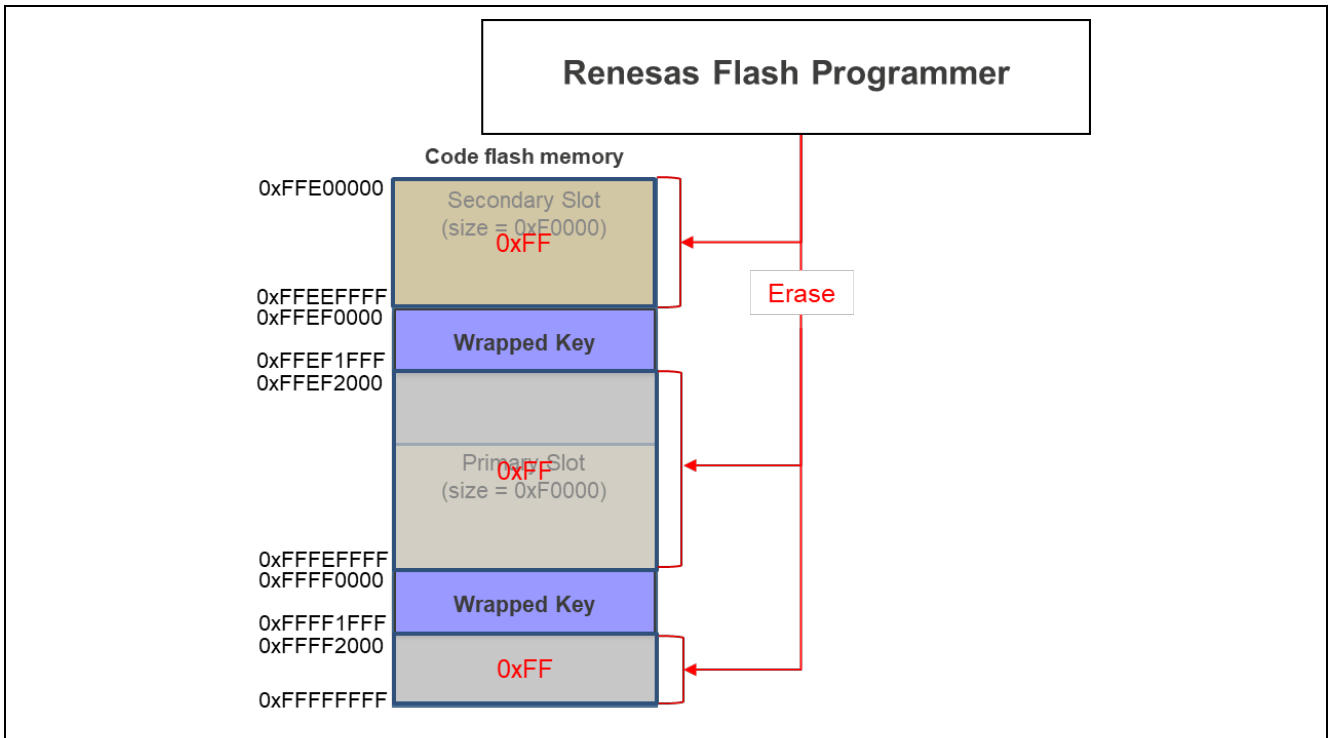 Renesas Flash Programmer
Code flash memory
0xFFE00000
Secondary Slot
(size = 0xF0000)
0xFF
Erase
0xFFEEFFFF
0xFFEF0000
Wrapped Key
0xFFEF1FFF
0xFFEF2000
Primary Slot
0xFF
(size = 0xF0000)
0xFFFEFFFF
0xFFFF0000
Wrapped Key
0xFFFF1FFF
0xFFFF2000
0xFF
0xFFFFFFFF